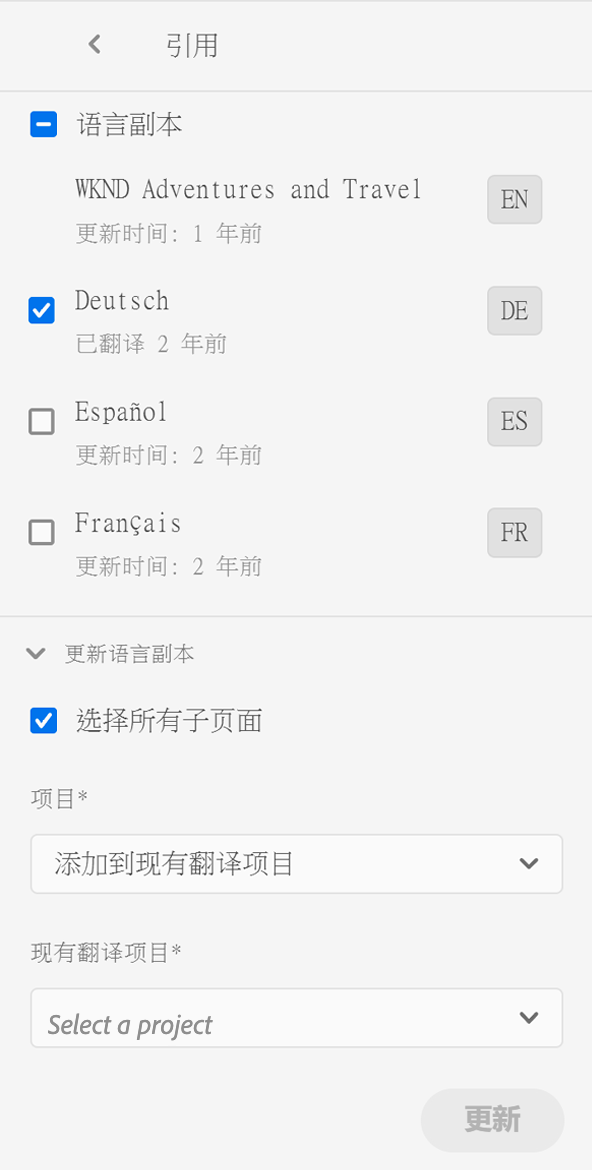 引用
语言副本
WKND Adventures and Travel
EN
更新时间: 1 年前
Deutsch
DE
已翻译 2 年前
Español
ES
更新时间: 2 年前
Français
FR
更新时间: 2 年前
更新语言副本
选择所有子页面
项目*
添加到现有翻译项目
现有翻译项目*
Select a project
更新